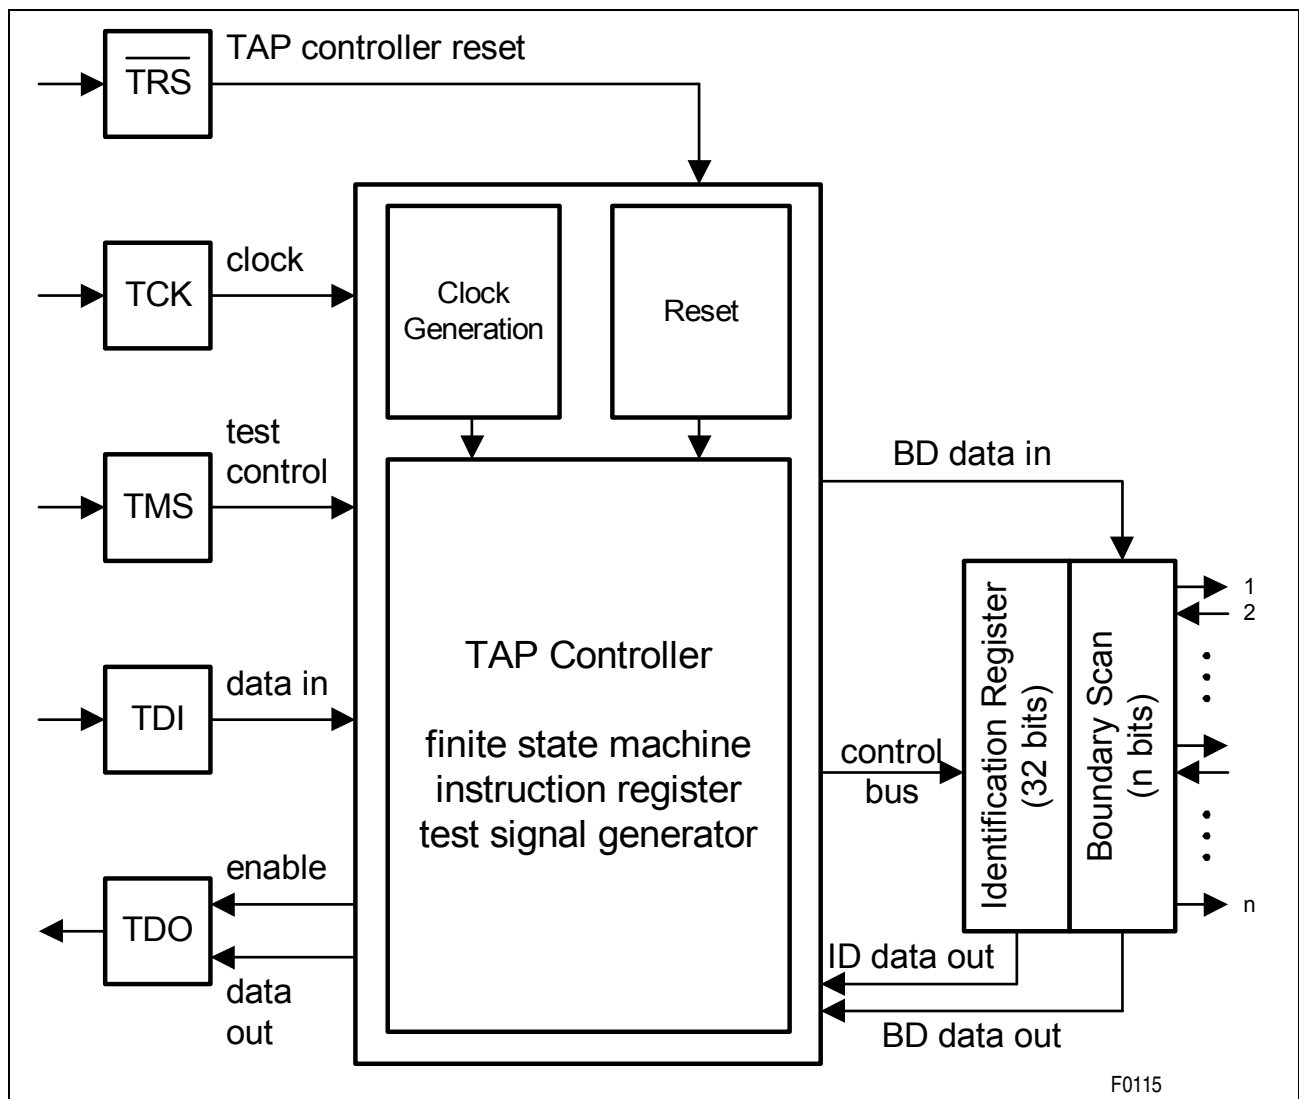 TAP controller reset
TRS
clock
TCK
Clock
Generation
Reset
test
control
TMS
BD data in
data in
TDI
TAP Controller
finite state machine
instruction register
test signal generator
control
bus
Identification Register
(32 bits)
Boundary Scan
(n bits)
1
2
n
enable
TDO
data
out
ID data out
BD data out
F0115